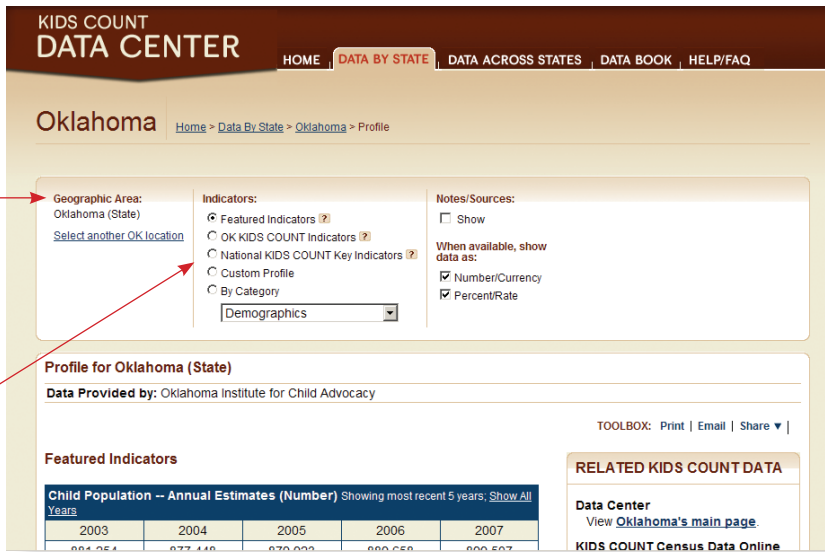 KIDS COUNT
DATA CENTER
HOME | DATA BY STATE | DATA ACROSS STATES | DATA BOOK | HELP/FAQ
Oklahoma Home > Data By State > Oklahoma > Profile
Geographic Area:
Oklahoma (State)
Select another OK location
Indicators:
Featured Indicators ?
OK KIDS COUNT Indicators ?
National KIDS COUNT Key Indicators ?
Custom Profile
By Category
Demographics
Notes/Sources:
Show
When available, show
data as:
Number/Currency
Percent/Rate
Profile for Oklahoma (State)
Data Provided by: Oklahoma Institute for Child Advocacy
TOOLBOX: Print | Email | Share ▼ |
Featured Indicators
Child Population -- Annual Estimates (Number) Showing most recent 5 years; Show All
Years
2003 2004 2005 2006 2007
RELATED KIDS COUNT DATA
Data Center
View Oklahoma's main page.
KIDS COUNT Census Data Online